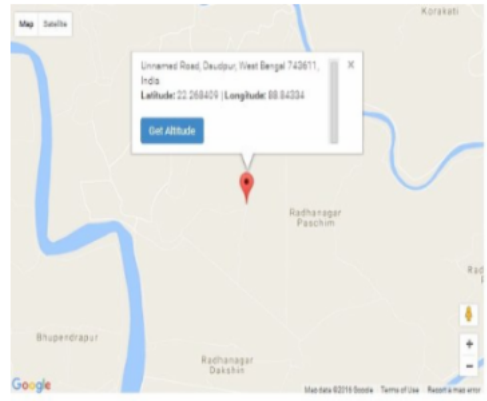 Korakati
Map Satellite
Unnamed Road, Daudpur, West Bengal 743611,
India
Latitude: 22.268409 | Longitude: 88.84334
Get Altitude
Radhanagar
Paschim
Rad
Bhupendrapur
Radhanagar
Dakshin
Google
Map data ©2016 Google Terms of Use Report a map error